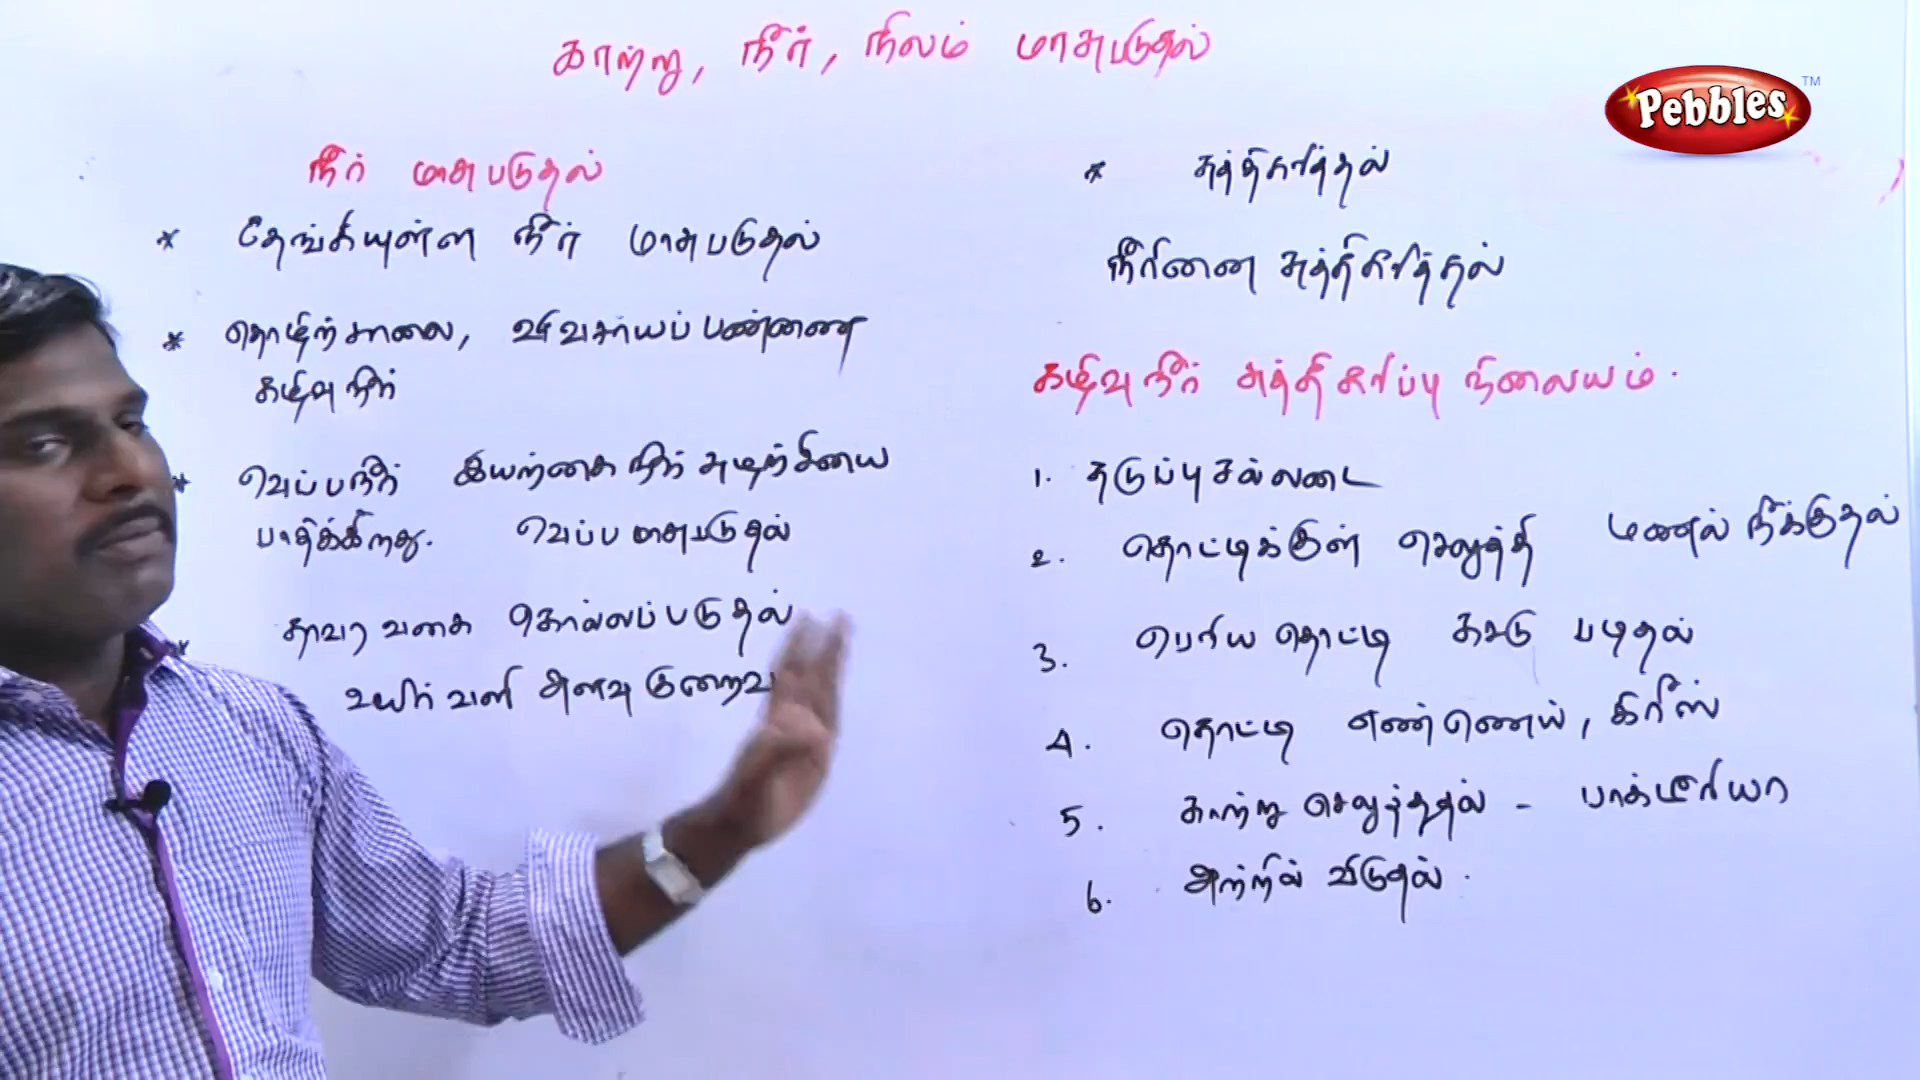 காற்று, நீர், நிலம் மாசுபடுதல்
Pebbles TM
நீர் மாசுபடுதல்
* தேங்கியுள்ள நீர் மாசுபடுதல்
* தொழிற்சாலை, விவசாயப் பண்ணை
கழிவு நீர்
* வெப்பநீர் இயற்கை நீர் சுழற்சியை
பாதிக்கிறது. வெப்ப மாசுபடுதல்
* தாவர வகை கொல்லப்படுதல்
உயிர் வளி அளவு குறைவு
* சுத்திகரித்தல்
நீரினை சுத்திகரித்தல்
கழிவு நீர் சுத்திகரிப்பு நிலையம்.
1. தடுப்பு சல்லடை
2. தொட்டிக்குள் செலுத்தி மணல் நீக்குதல்
3. பெரிய தொட்டி கசடு படிதல்
4. தொட்டி எண்ணெய், கிரீஸ்
5. காற்று செலுத்துதல் - பாக்டீரியா
6. ஆற்றில் விடுதல்.